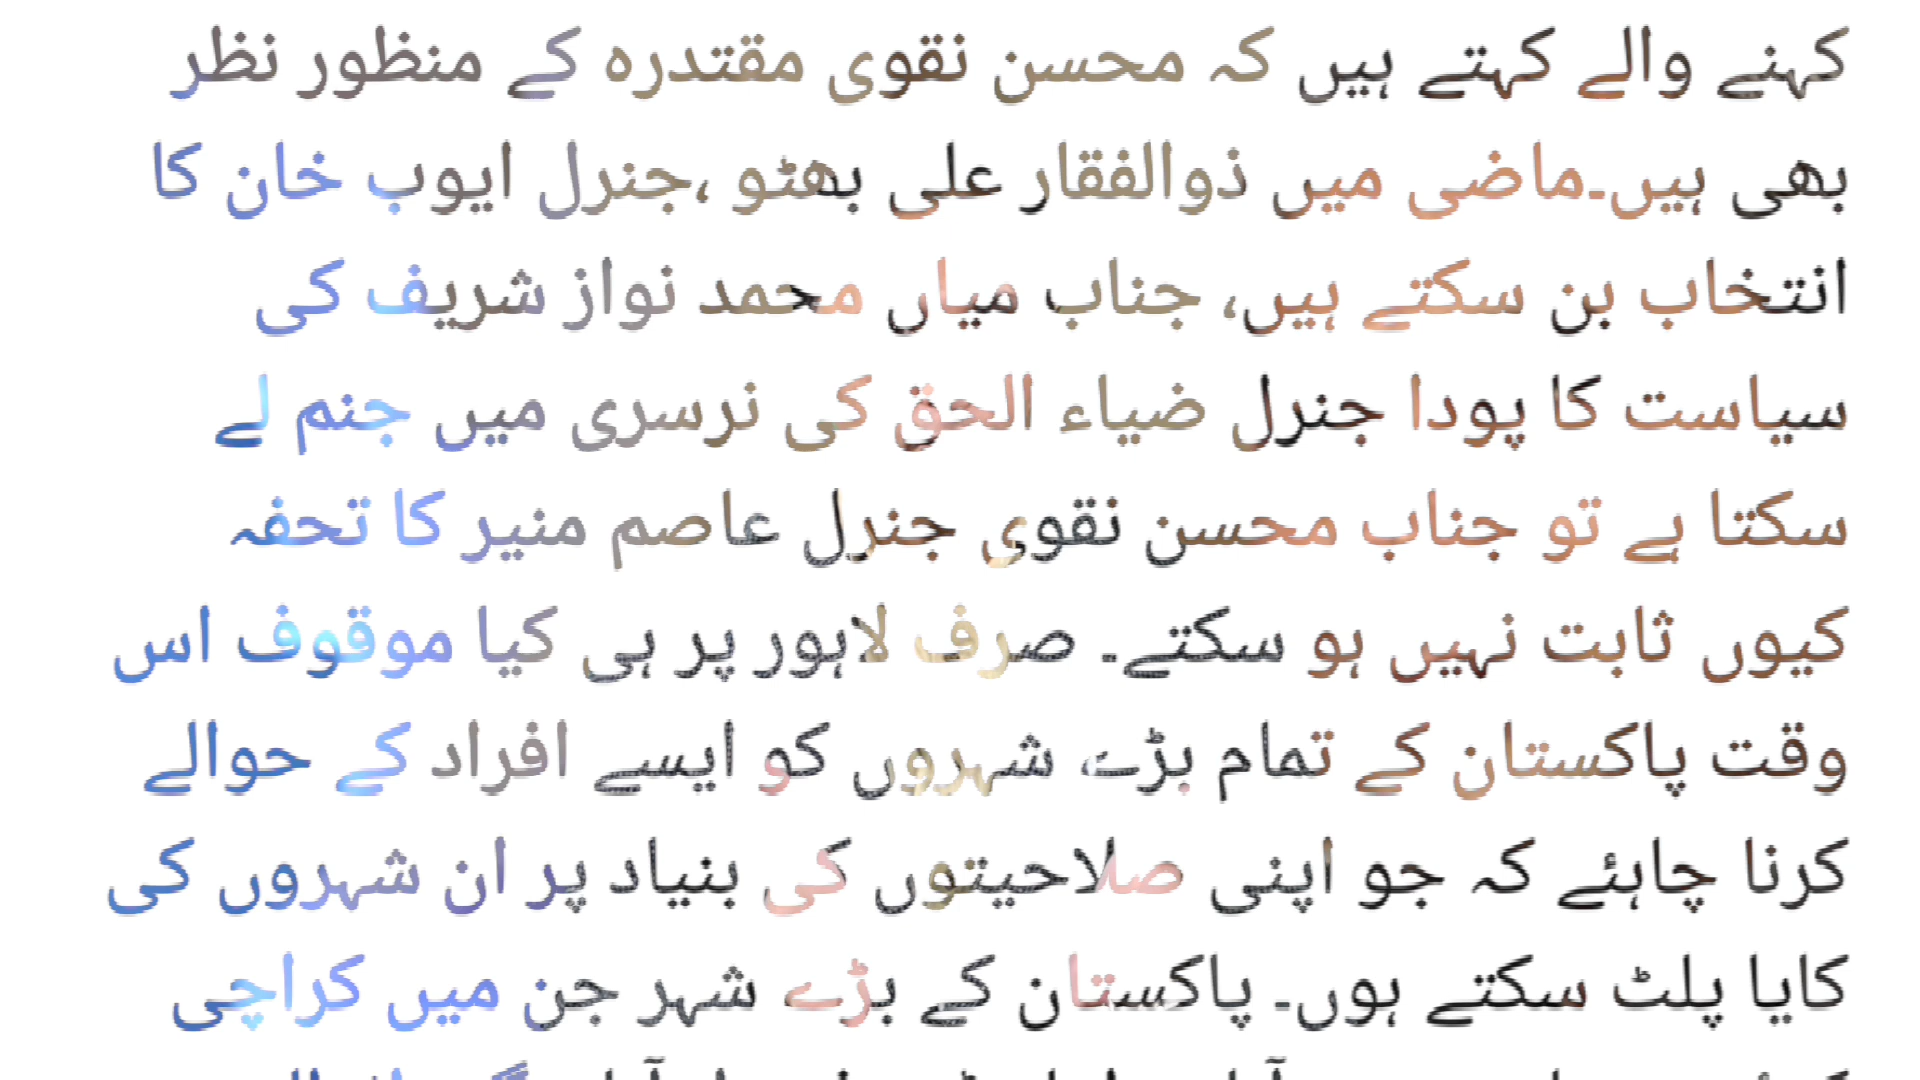 کہنے والے کہتے ہیں کہ محسن نقوی مقتدرہ کے منظور نظر
بھی ہیں۔ماضی میں ذوالفقار علی بھٹو ،جنرل ایوب خان کا
انتخاب بن سکتے ہیں، جناب میاں محمد نواز شریف کی
سیاست کا پودا جنرل ضیاء الحق کی نرسری میں جنم لے
سکتا ہے تو جناب محسن نقوی جنرل عاصم منیر کا تحفہ
کیوں ثابت نہیں ہو سکتے۔ صرف لاہور پر ہی کیا موقوف اس
وقت پاکستان کے تمام بڑے، شہروں کو ایسے افراد کے حوالے
کرنا چاہئے کہ جو اپنی صلاحیتوں کی بنیاد پر ان شہروں کی
کایا پلٹ سکتے ہوں۔ پاکستان کے بڑے شہر جن میں کراچی